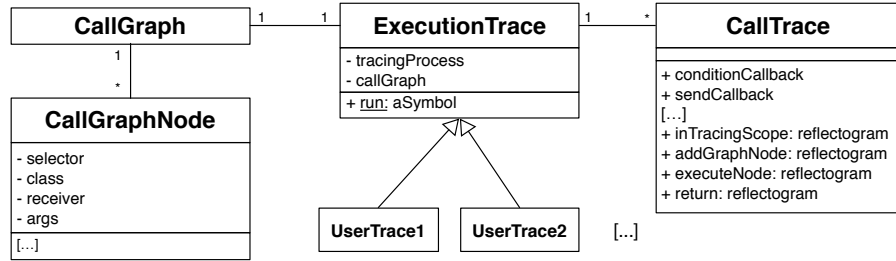 CallGraph
1
1
ExecutionTrace
1
*
CallTrace
- tracingProcess
- callGraph
+ run: aSymbol
+ conditionCallback
+ sendCallback
[...]
+ inTracingScope: reflectogram
+ addGraphNode: reflectogram
+ executeNode: reflectogram
+ return: reflectogram
1
*
CallGraphNode
- selector
- class
- receiver
- args
[...]
UserTrace1
UserTrace2
[...]